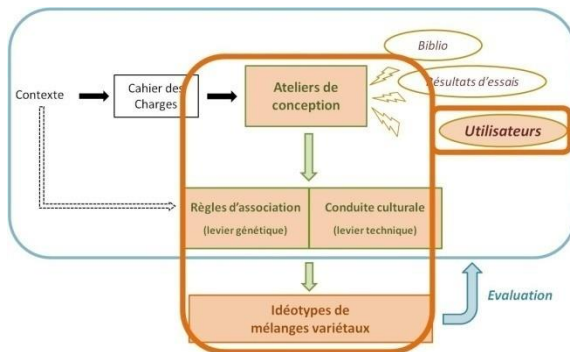 Biblio
Résultats d'essais
Utilisateurs
Contexte
Cahier des
Charges
Ateliers de
conception
Règles d'association
(levier génétique)
Conduite culturale
(levier technique)
Idéotypes de
mélanges variétaux
Evaluation